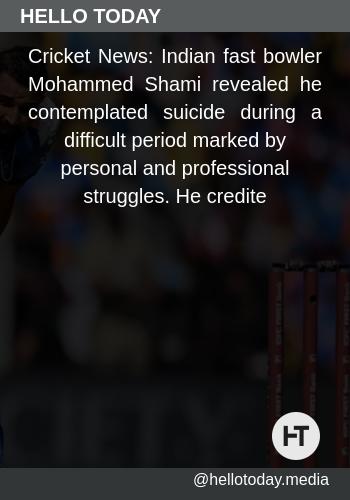 HELLO TODAY
Cricket News: Indian fast bowler
Mohammed Shami revealed he
contemplated suicide during a
difficult period marked by
personal and professional
struggles. He credite
HT
@hellotoday.media